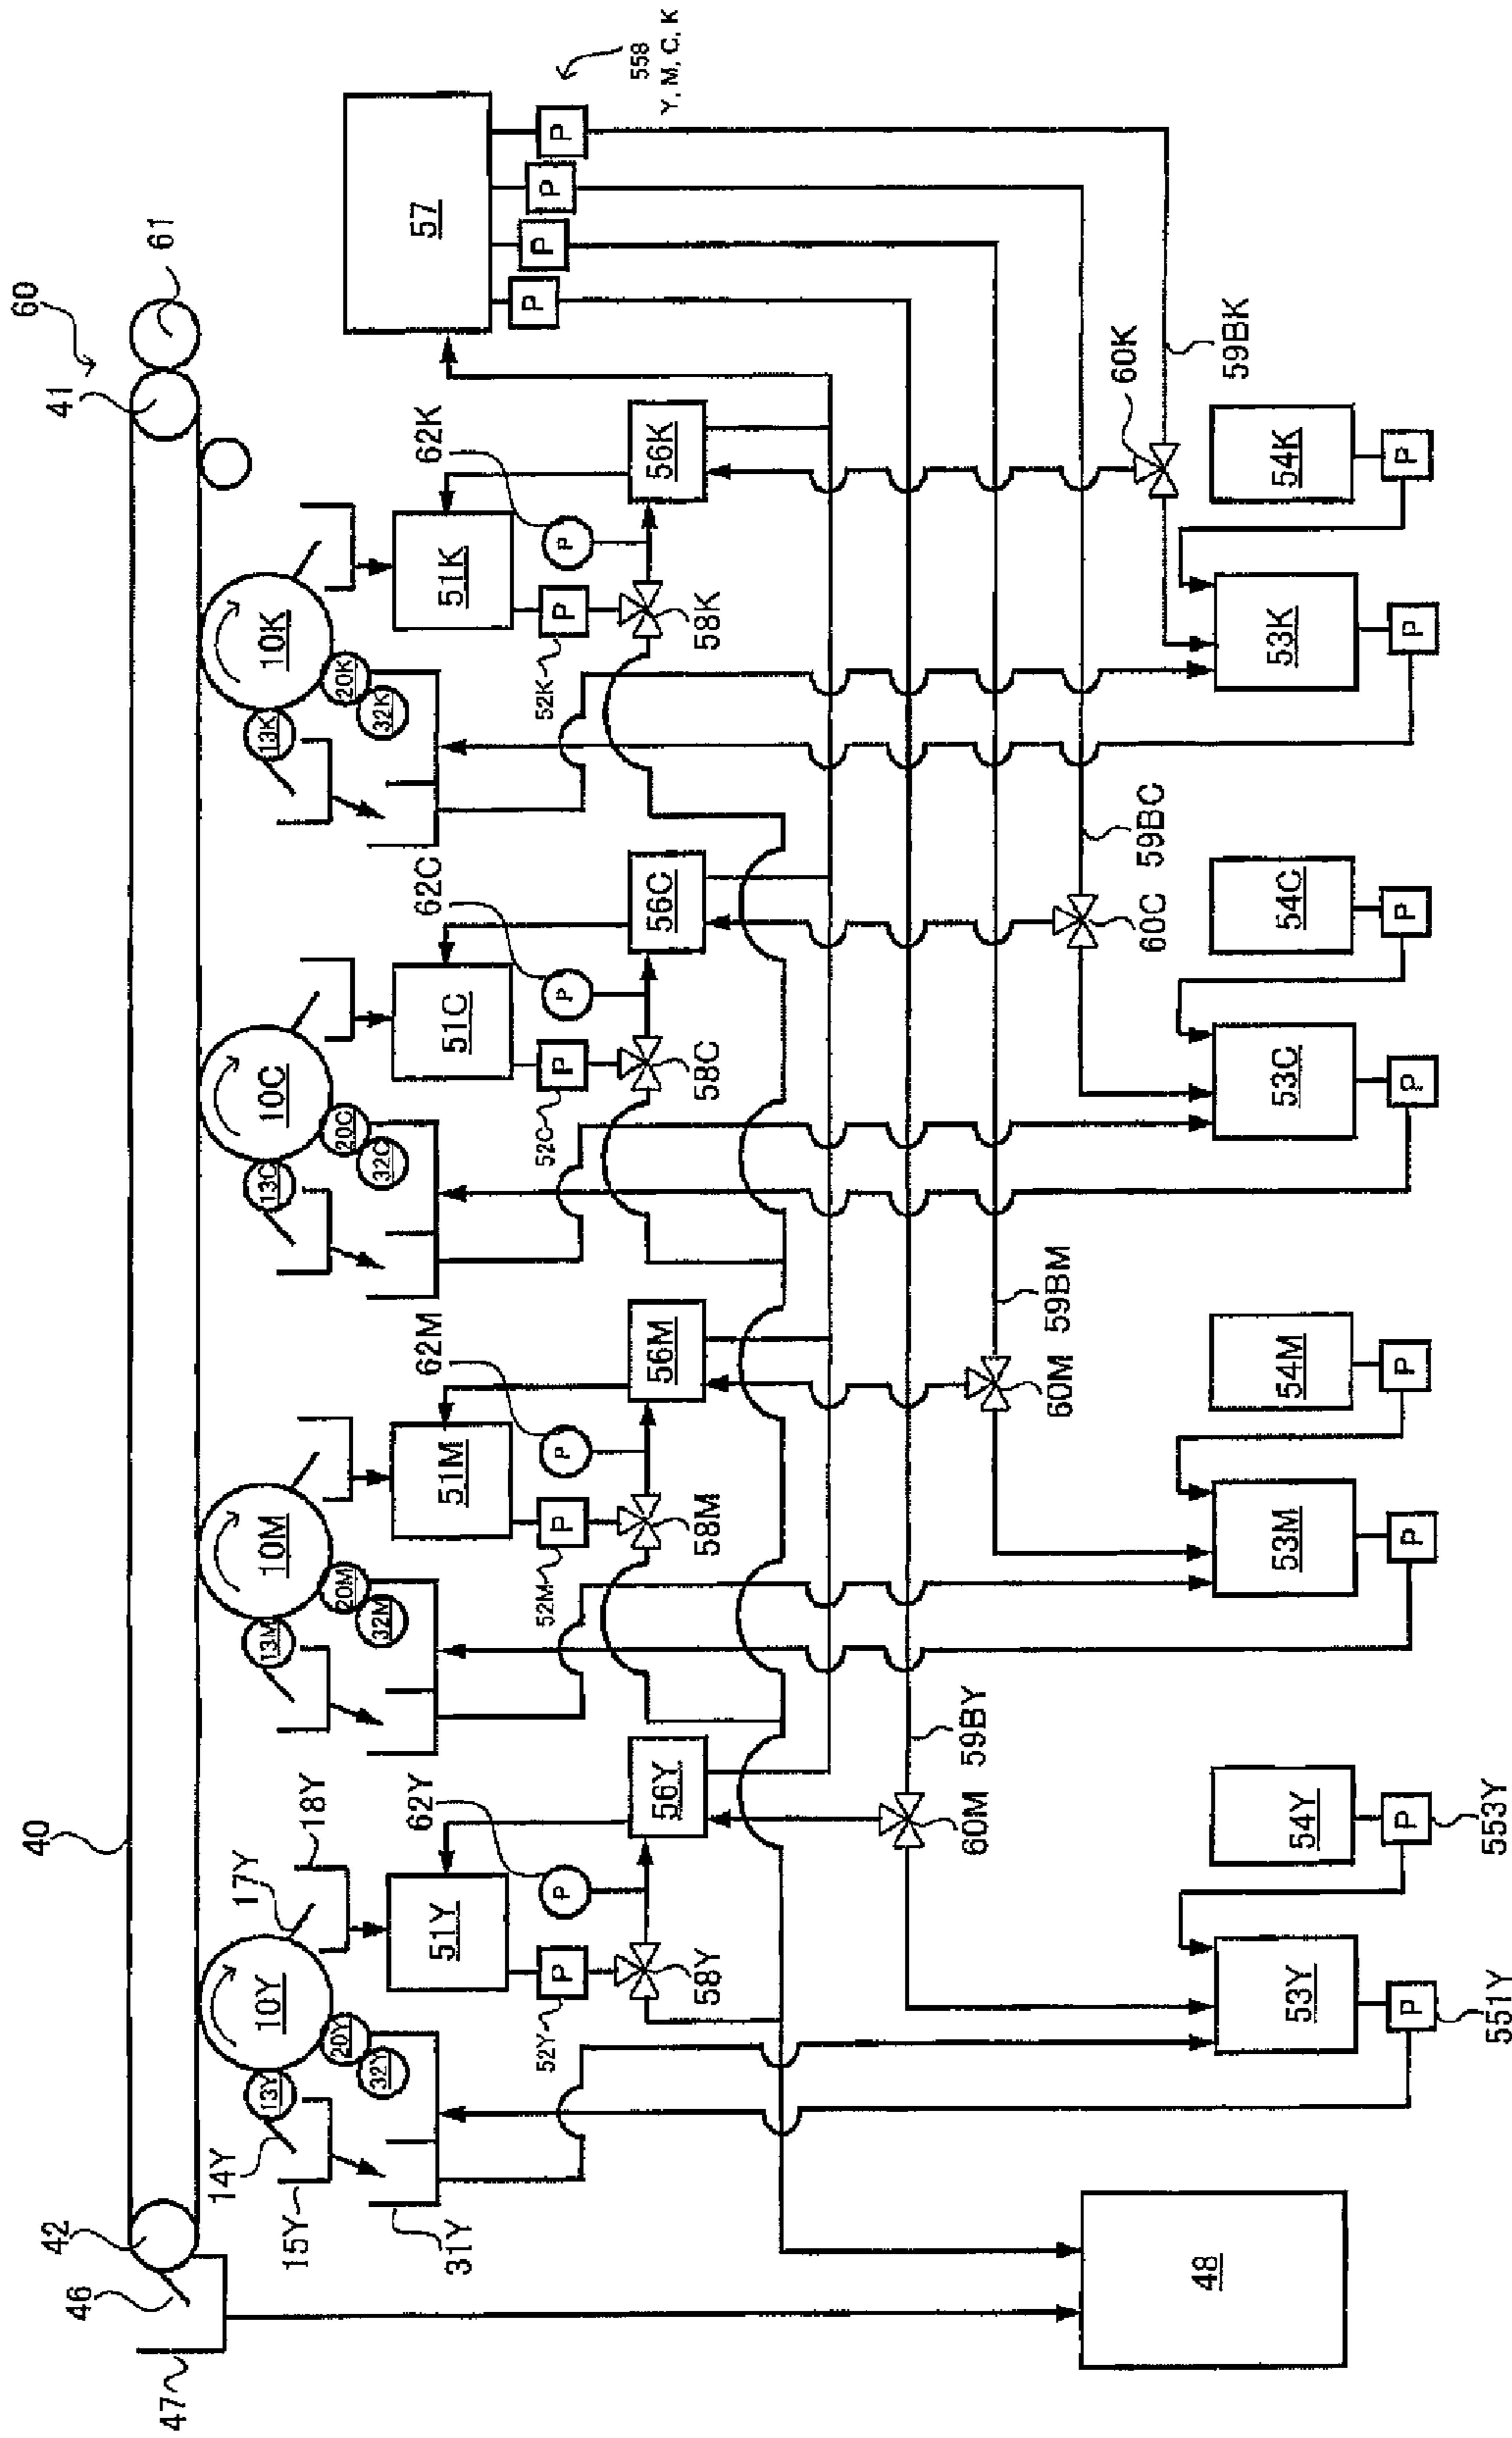 60
40
42
41
46
61
47
14Y
17Y
18Y
15Y
13Y
10Y
13M
10M
13C
10C
13K
10K
20Y
32Y
20M
32M
20C
32C
20K
32K
31Y
62Y
62M
62C
62K
51Y
51M
51C
51K
57
52Y
P
P
52M
P
P
52C
P
P
52K
P
P
P
P
P
P
558
Y, M, C, K
56Y
56M
56C
56K
58Y
58M
58C
58K
60M
59BY
60M
59BM
60C
59BC
60K
59BK
48
53Y
54Y
53M
54M
53C
54C
53K
54K
P
P
P
P
P
P
P
P
551Y
553Y